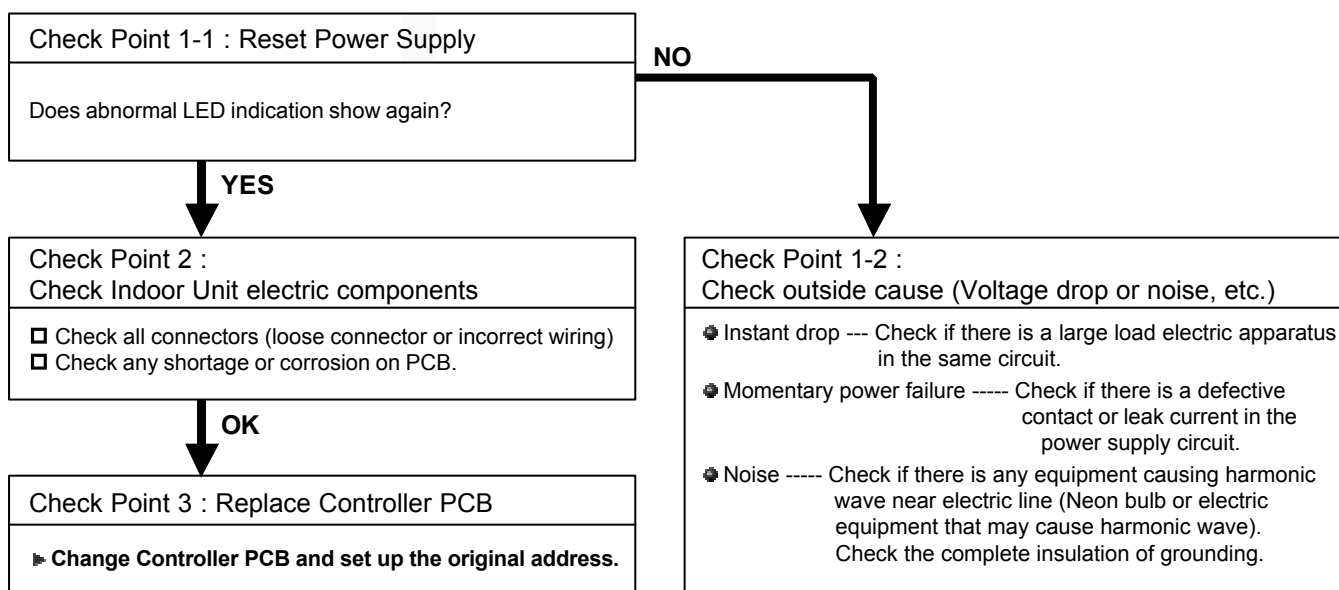 Check Point 1-1 : Reset Power Supply
Does abnormal LED indication show again?
NO
YES
Check Point 2 :
Check Indoor Unit electric components
Check all connectors (loose connector or incorrect wiring)
Check any shortage or corrosion on PCB.
OK
Check Point 3 : Replace Controller PCB
Change Controller PCB and set up the original address.
Check Point 1-2 :
Check outside cause (Voltage drop or noise, etc.)
Instant drop --- Check if there is a large load electric apparatus
in the same circuit.
Momentary power failure ----- Check if there is a defective
contact or leak current in the
power supply circuit.
Noise ----- Check if there is any equipment causing harmonic
wave near electric line (Neon bulb or electric
equipment that may cause harmonic wave).
Check the complete insulation of grounding.